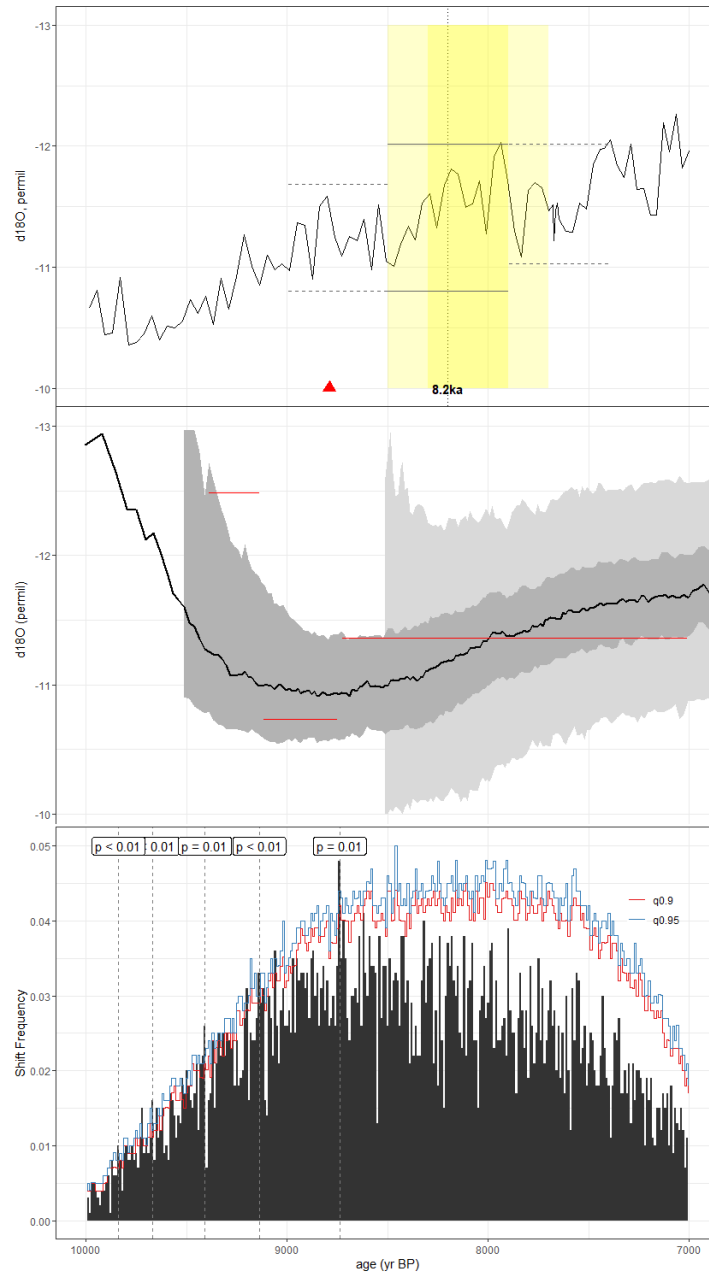 -13
-12
-11
-10
d18O, permil
8.2ka
-13
-12
-11
-10
d18O (permil)
p < 0.01 : 0.01 p = 0.01 p < 0.01 p = 0.01
0.05
0.04
0.03
0.02
0.01
0.00
Shift Frequency
q0.9
q0.95
10000 9000 8000 7000
age (yr BP)